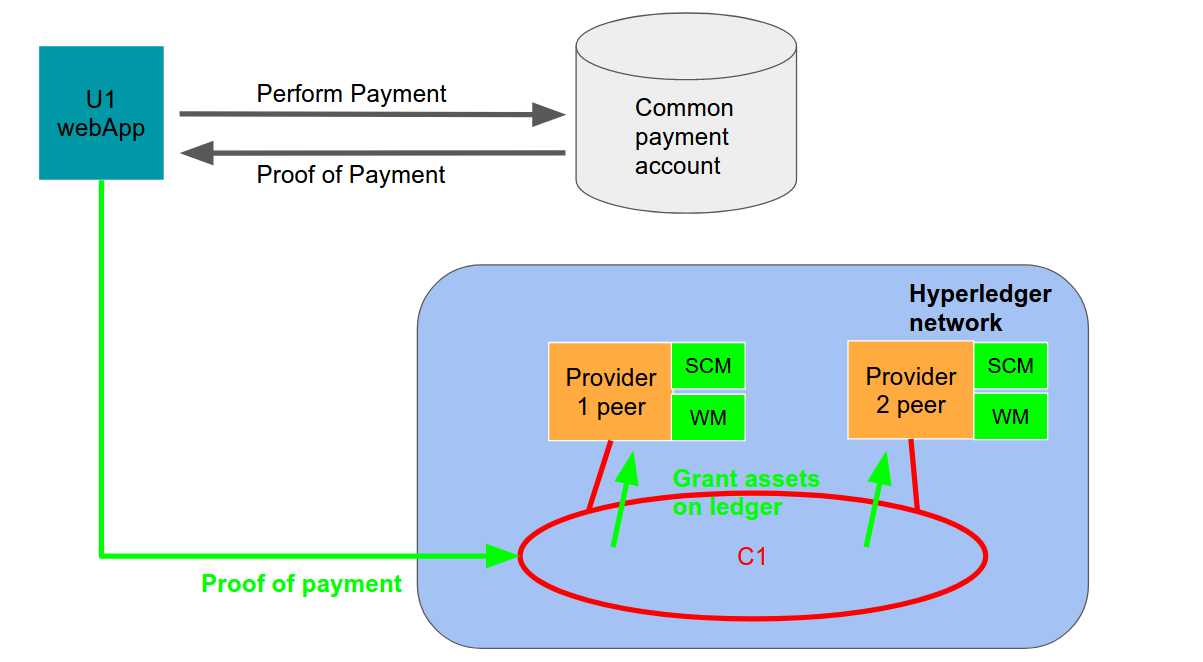 U1
webApp
Perform Payment
Proof of Payment
Common
payment
account
Hyperledger
network
Provider
1 peer
SCM
WM
Provider
2 peer
SCM
WM
Grant assets
on ledger
C1
Proof of payment